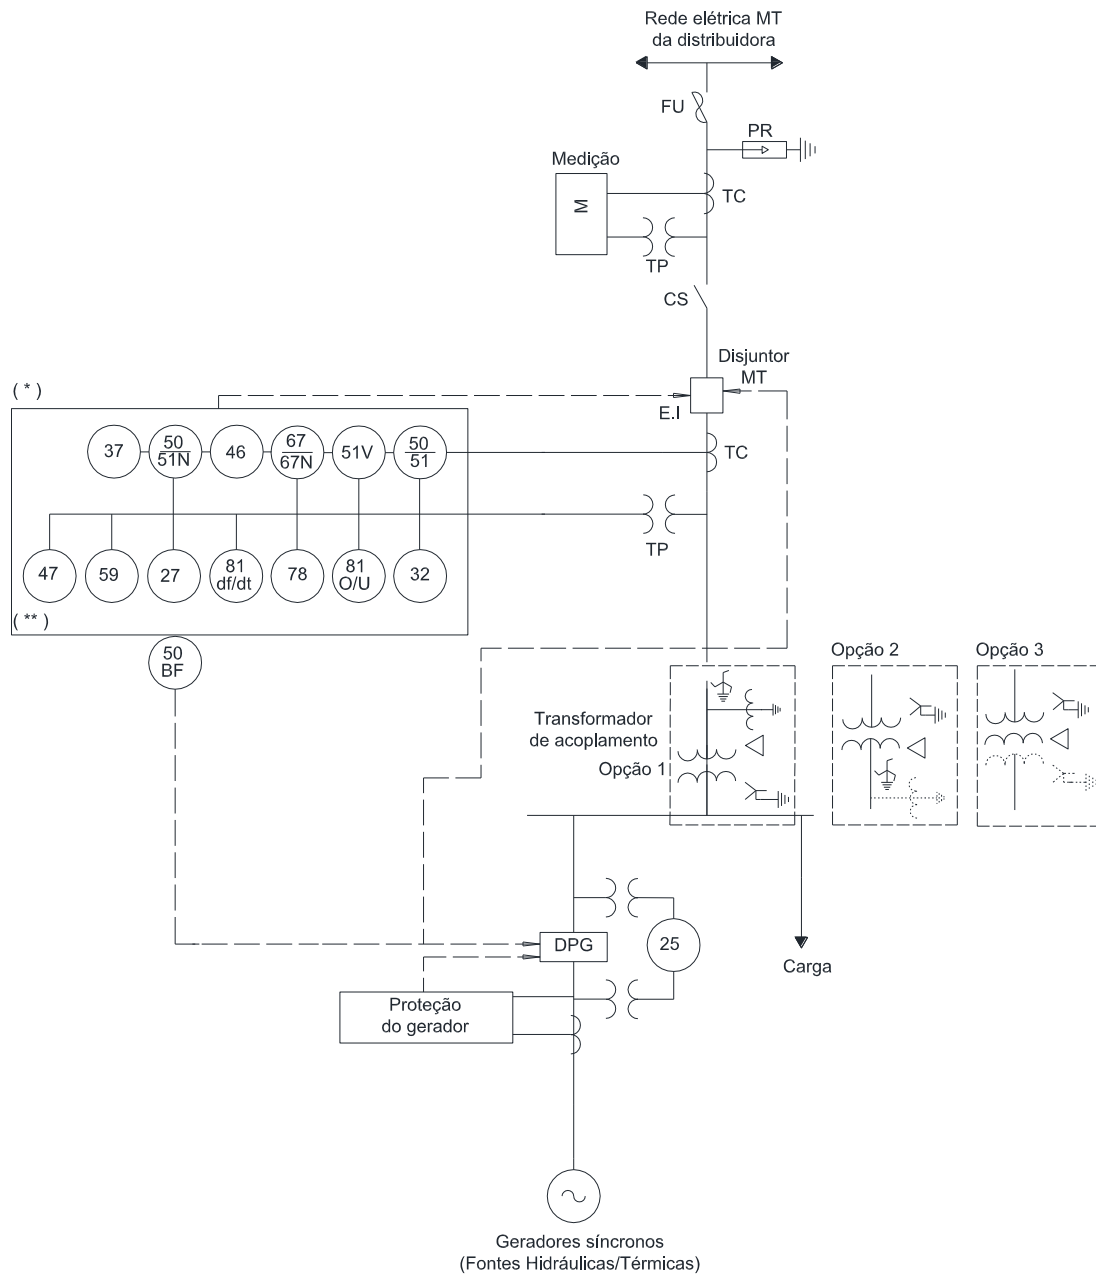 Rede elétrica MT
da distribuidora
FU
PR
Medição
M
TC
TP
CS
Disjuntor
MT
E.I
( * )
37
50
51N
46
67
67N
51V
50
51
TC
TP
47
59
27
81
df/dt
78
81
O/U
32
( ** )
50
BF
Opção 2
Opção 3
Transformador
de acoplamento
Opção 1
DPG
25
Carga
Proteção
do gerador
Geradores síncronos
(Fontes Hidráulicas/Térmicas)